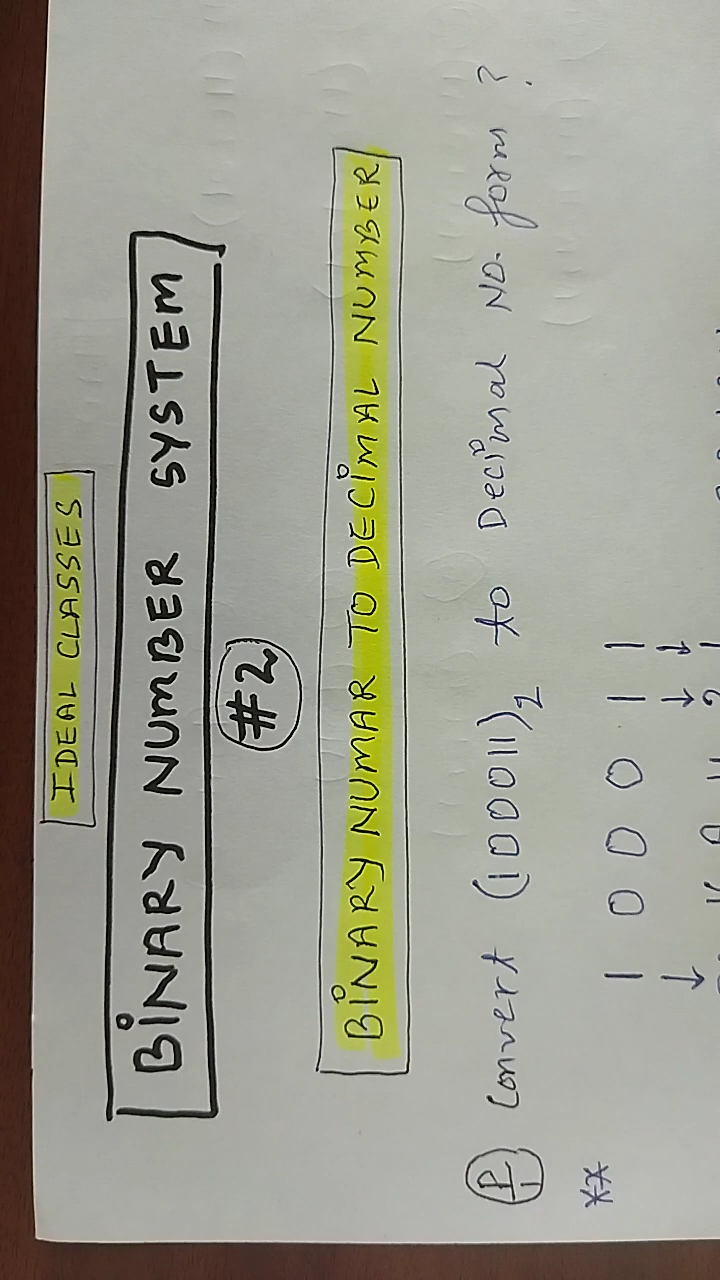 IDEAL CLASSES
BINARY NUMBER SYSTEM
#2
BINARY NUMAR TO DECIMAL NUMBER
P1 Convert (100011)2 to Decimal NO. form ?
** 1 0 0 0 1 1
↓ ↓ ↓